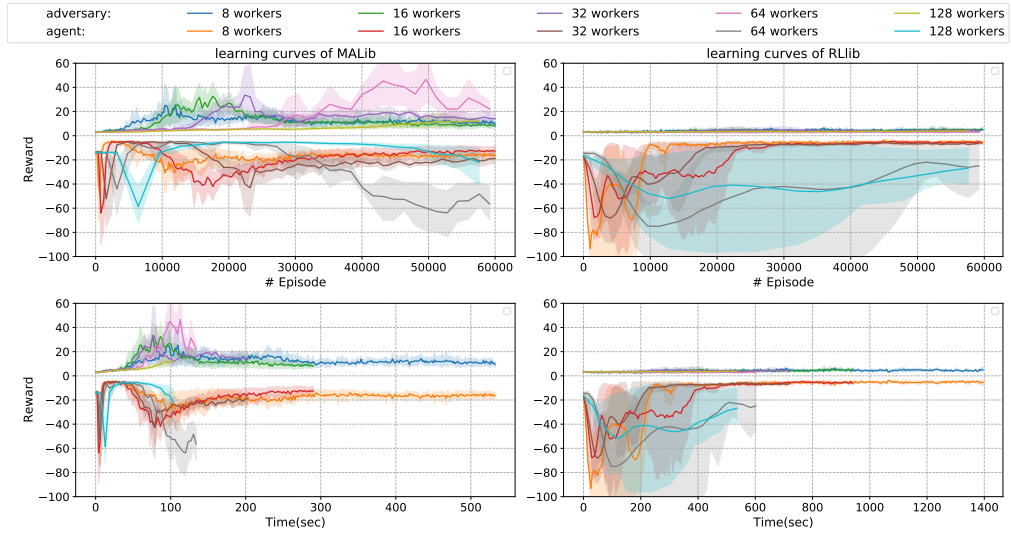 adversary: 8 workers 16 workers 32 workers 64 workers 128 workers
agent: 8 workers 16 workers 32 workers 64 workers 128 workers
learning curves of MALib
60
40
20
0
−20
−40
−60
−80
−100
Reward
0 10000 20000 30000 40000 50000 60000
# Episode
learning curves of RLlib
60
40
20
0
−20
−40
−60
−80
−100
0 10000 20000 30000 40000 50000 60000
# Episode
60
40
20
0
−20
−40
−60
−80
−100
Reward
0 100 200 300 400 500
Time(sec)
60
40
20
0
−20
−40
−60
−80
−100
0 200 400 600 800 1000 1200 1400
Time(sec)